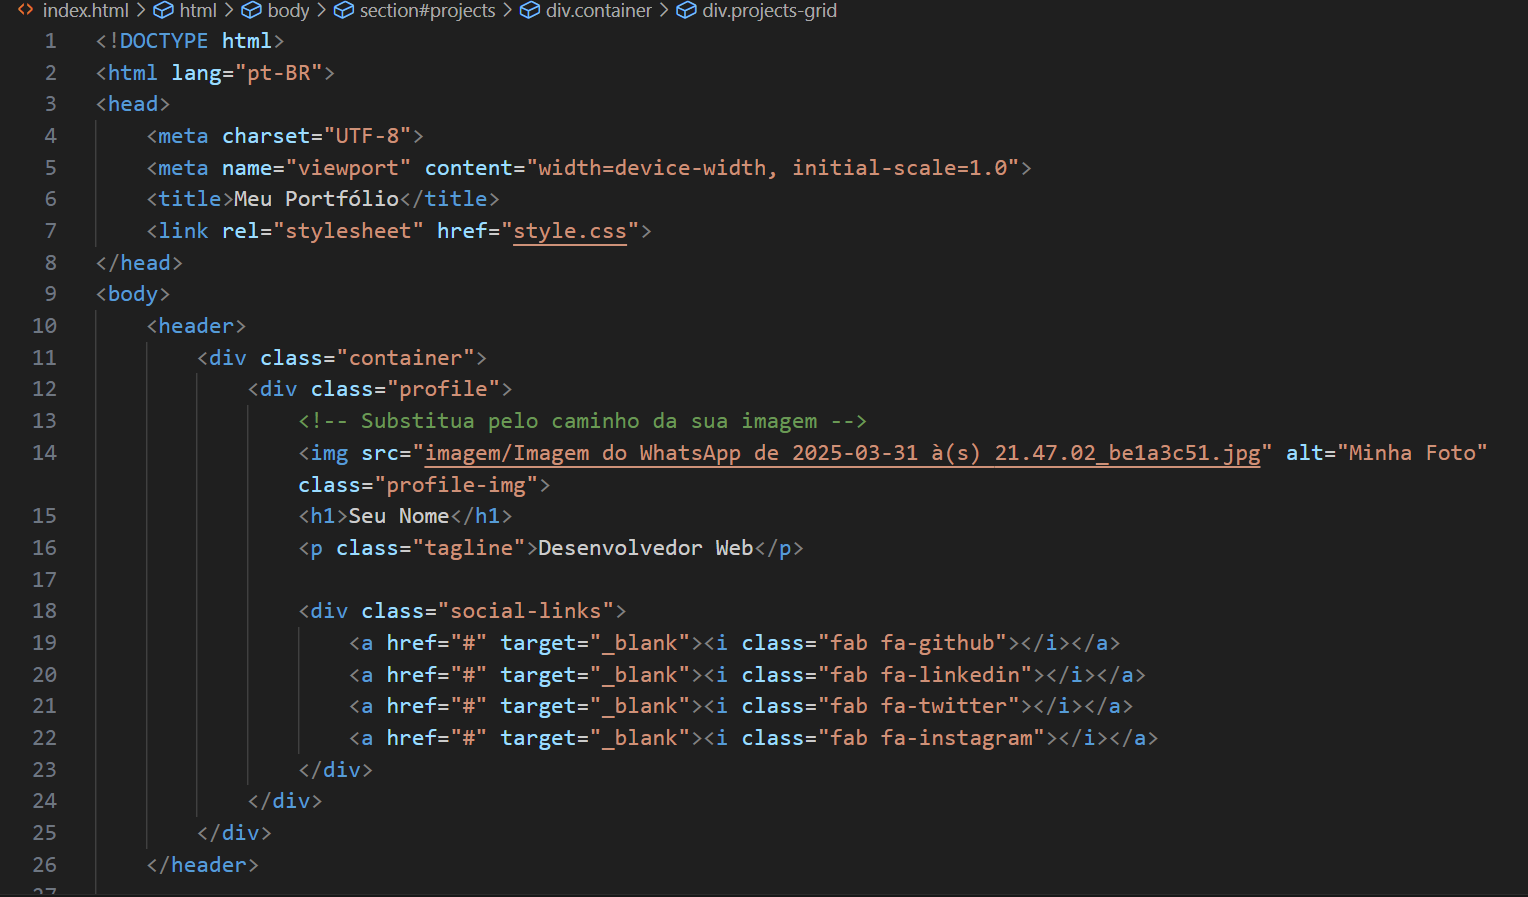 index.html > html > body > section#projects > div.container > div.projects-grid
1 <!DOCTYPE html>
2 <html lang="pt-BR">
3 <head>
4 <meta charset="UTF-8">
5 <meta name="viewport" content="width=device-width, initial-scale=1.0">
6 <title>Meu Portfólio</title>
7 <link rel="stylesheet" href="style.css">
8 </head>
9 <body>
10 <header>
11 <div class="container">
12 <div class="profile">
13 <!-- Substitua pelo caminho da sua imagem -->
14 <img src="imagem/Imagem do WhatsApp de 2025-03-31 à(s) 21.47.02_be1a3c51.jpg" alt="Minha Foto"
class="profile-img">
15 <h1>Seu Nome</h1>
16 <p class="tagline">Desenvolvedor Web</p>
17
18 <div class="social-links">
19 <a href="#" target="_blank"><i class="fab fa-github"></i></a>
20 <a href="#" target="_blank"><i class="fab fa-linkedin"></i></a>
21 <a href="#" target="_blank"><i class="fab fa-twitter"></i></a>
22 <a href="#" target="_blank"><i class="fab fa-instagram"></i></a>
23 </div>
24 </div>
25 </div>
26 </header>
27